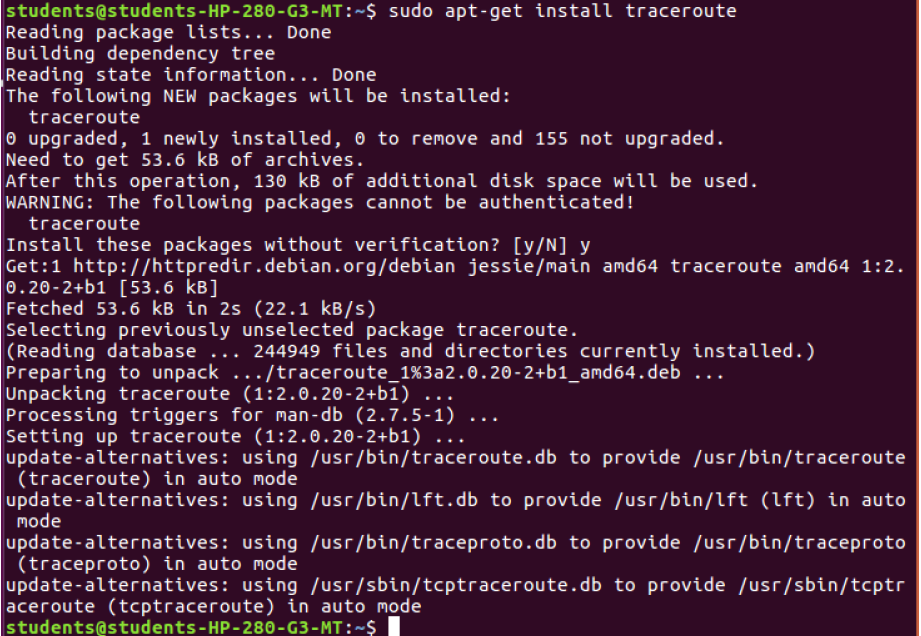 students@students-HP-280-G3-MT:~$ sudo apt-get install traceroute
Reading package lists... Done
Building dependency tree
Reading state information... Done
The following NEW packages will be installed:
  traceroute
0 upgraded, 1 newly installed, 0 to remove and 155 not upgraded.
Need to get 53.6 kB of archives.
After this operation, 130 kB of additional disk space will be used.
WARNING: The following packages cannot be authenticated!
  traceroute
Install these packages without verification? [y/N] y
Get:1 http://httpredir.debian.org/debian jessie/main amd64 traceroute amd64 1:2.
0.20-2+b1 [53.6 kB]
Fetched 53.6 kB in 2s (22.1 kB/s)
Selecting previously unselected package traceroute.
(Reading database ... 244949 files and directories currently installed.)
Preparing to unpack .../traceroute_1%3a2.0.20-2+b1_amd64.deb ...
Unpacking traceroute (1:2.0.20-2+b1) ...
Processing triggers for man-db (2.7.5-1) ...
Setting up traceroute (1:2.0.20-2+b1) ...
update-alternatives: using /usr/bin/traceroute.db to provide /usr/bin/traceroute
 (traceroute) in auto mode
update-alternatives: using /usr/bin/lft.db to provide /usr/bin/lft (lft) in auto
 mode
update-alternatives: using /usr/bin/traceproto.db to provide /usr/bin/traceproto
 (traceproto) in auto mode
update-alternatives: using /usr/sbin/tcptraceroute.db to provide /usr/sbin/tcptr
aceroute (tcptraceroute) in auto mode
students@students-HP-280-G3-MT:~$